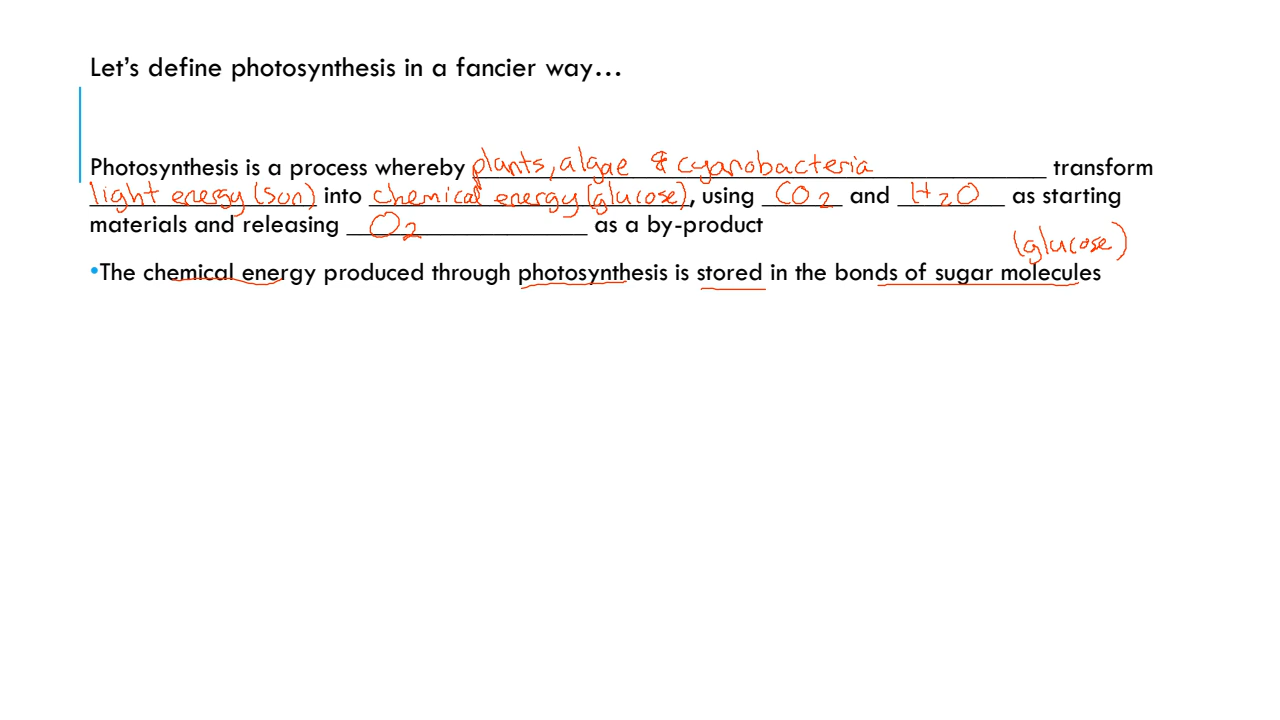 Let’s define photosynthesis in a fancier way…
Photosynthesis is a process whereby plants, algae & cyanobacteria transform
light energy (sun) into chemical energy (glucose), using CO2 and H2O as starting
materials and releasing O2 as a by-product
(glucose)
•The chemical energy produced through photosynthesis is stored in the bonds of sugar molecules